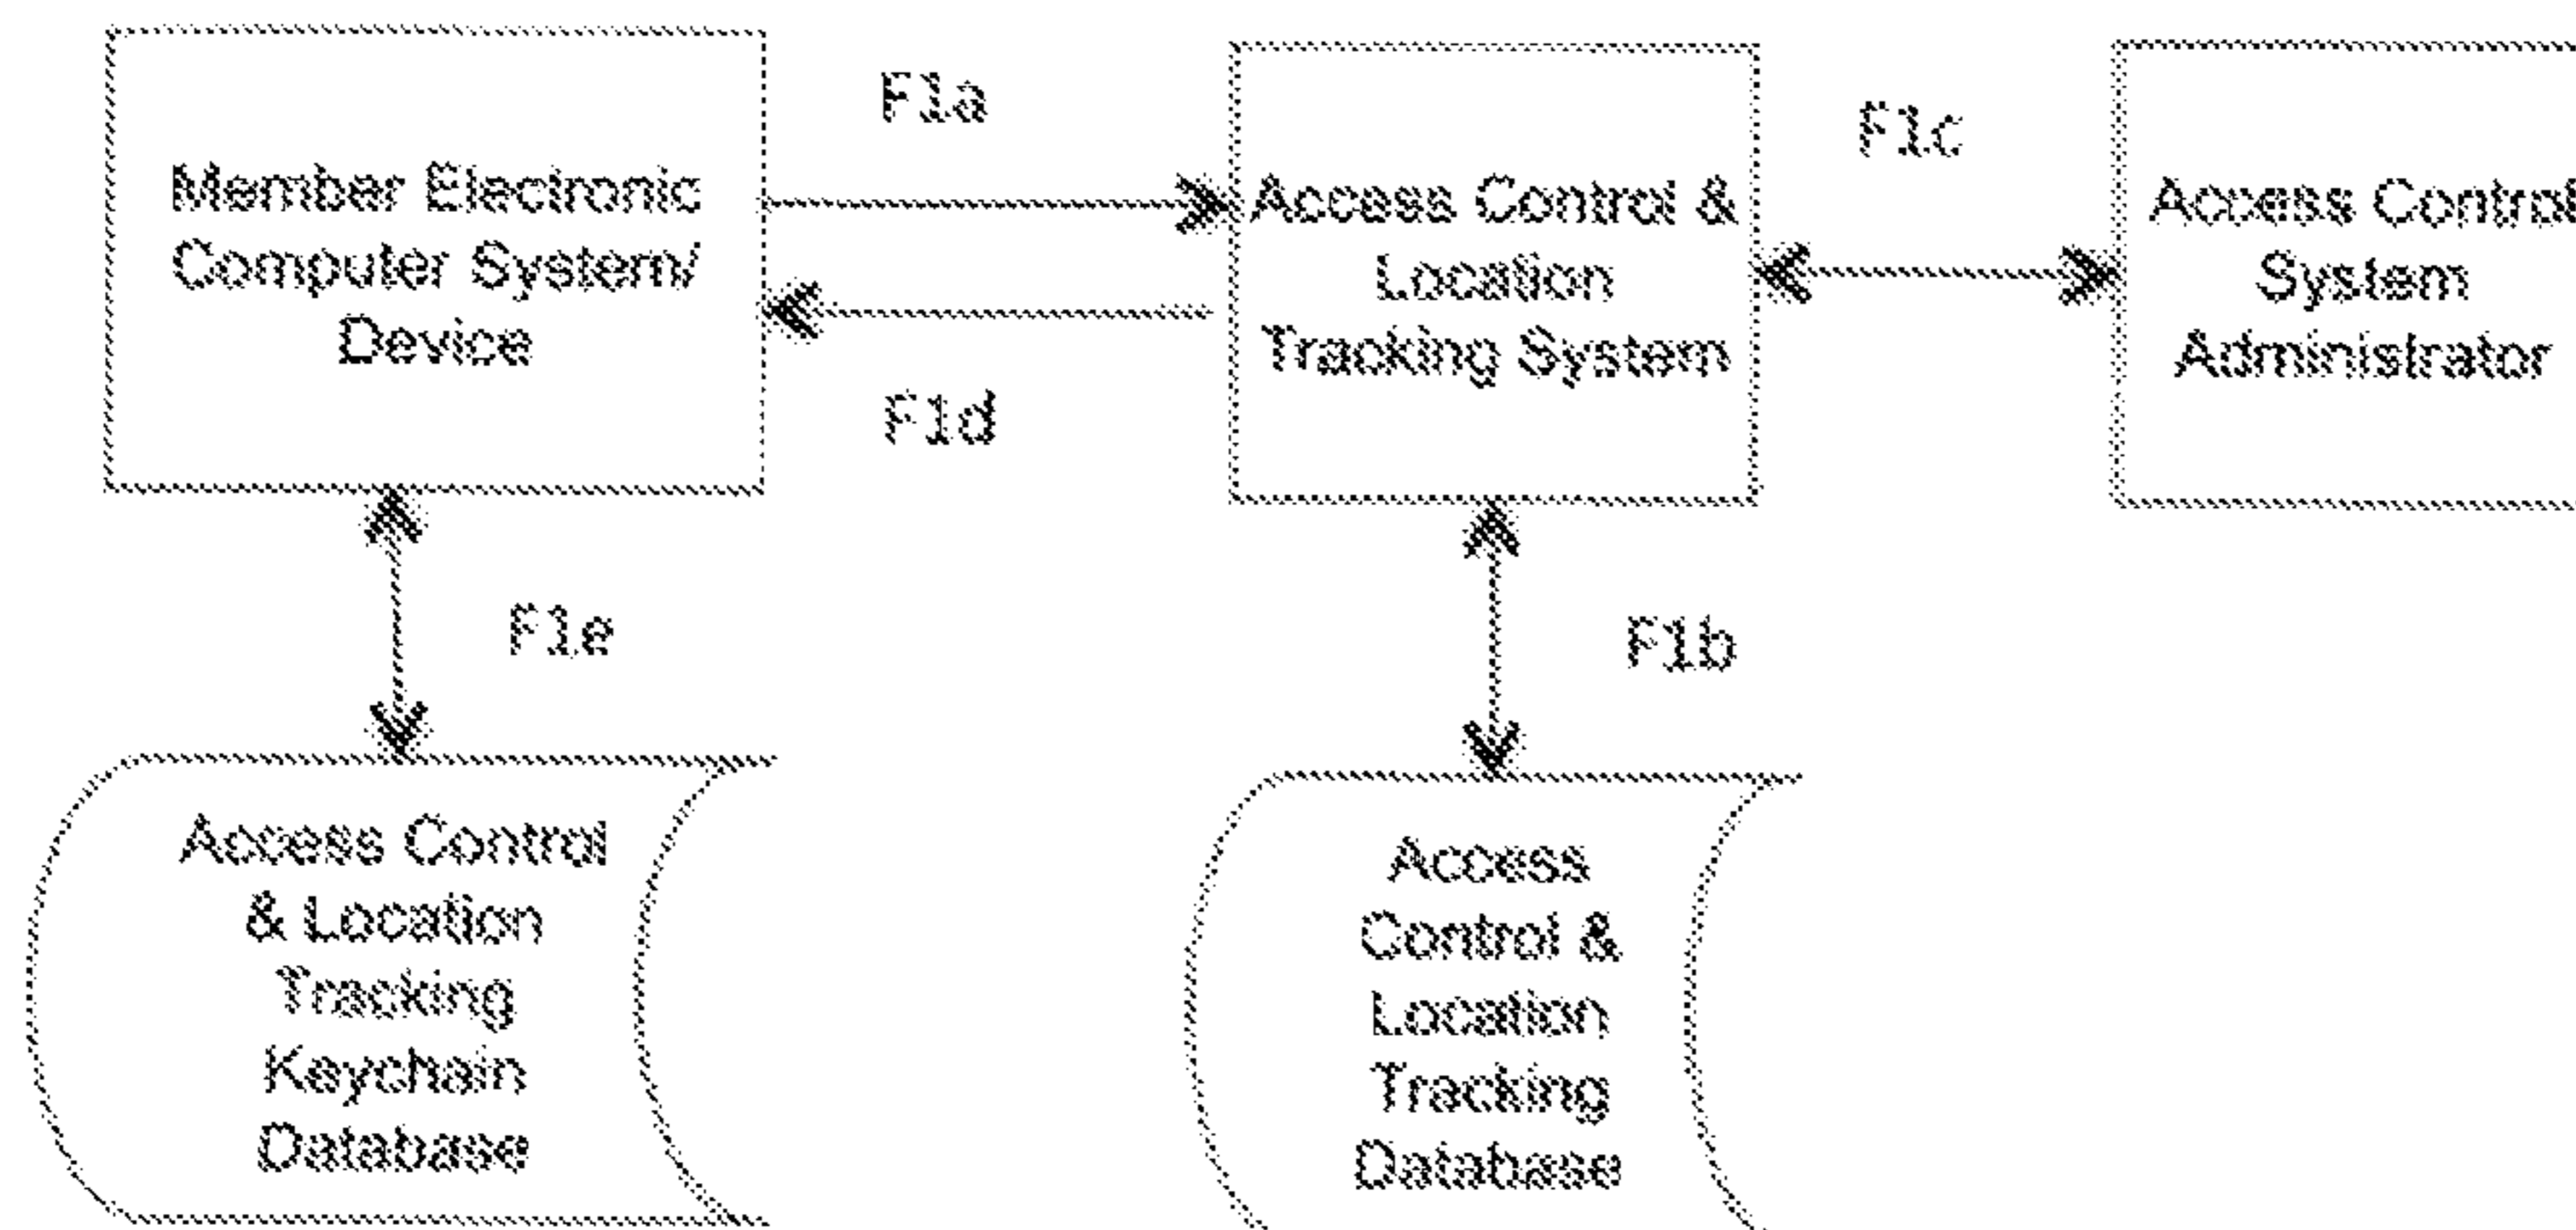 Member Electronic
Computer System/
Device
F1a
F1d
Access Control &
Location
Tracking System
F1c
Access Control
System
Administrator
F1e
F1b
Access Control
& Location
Tracking
Keychain
Database
Access
Control &
Location
Tracking
Database